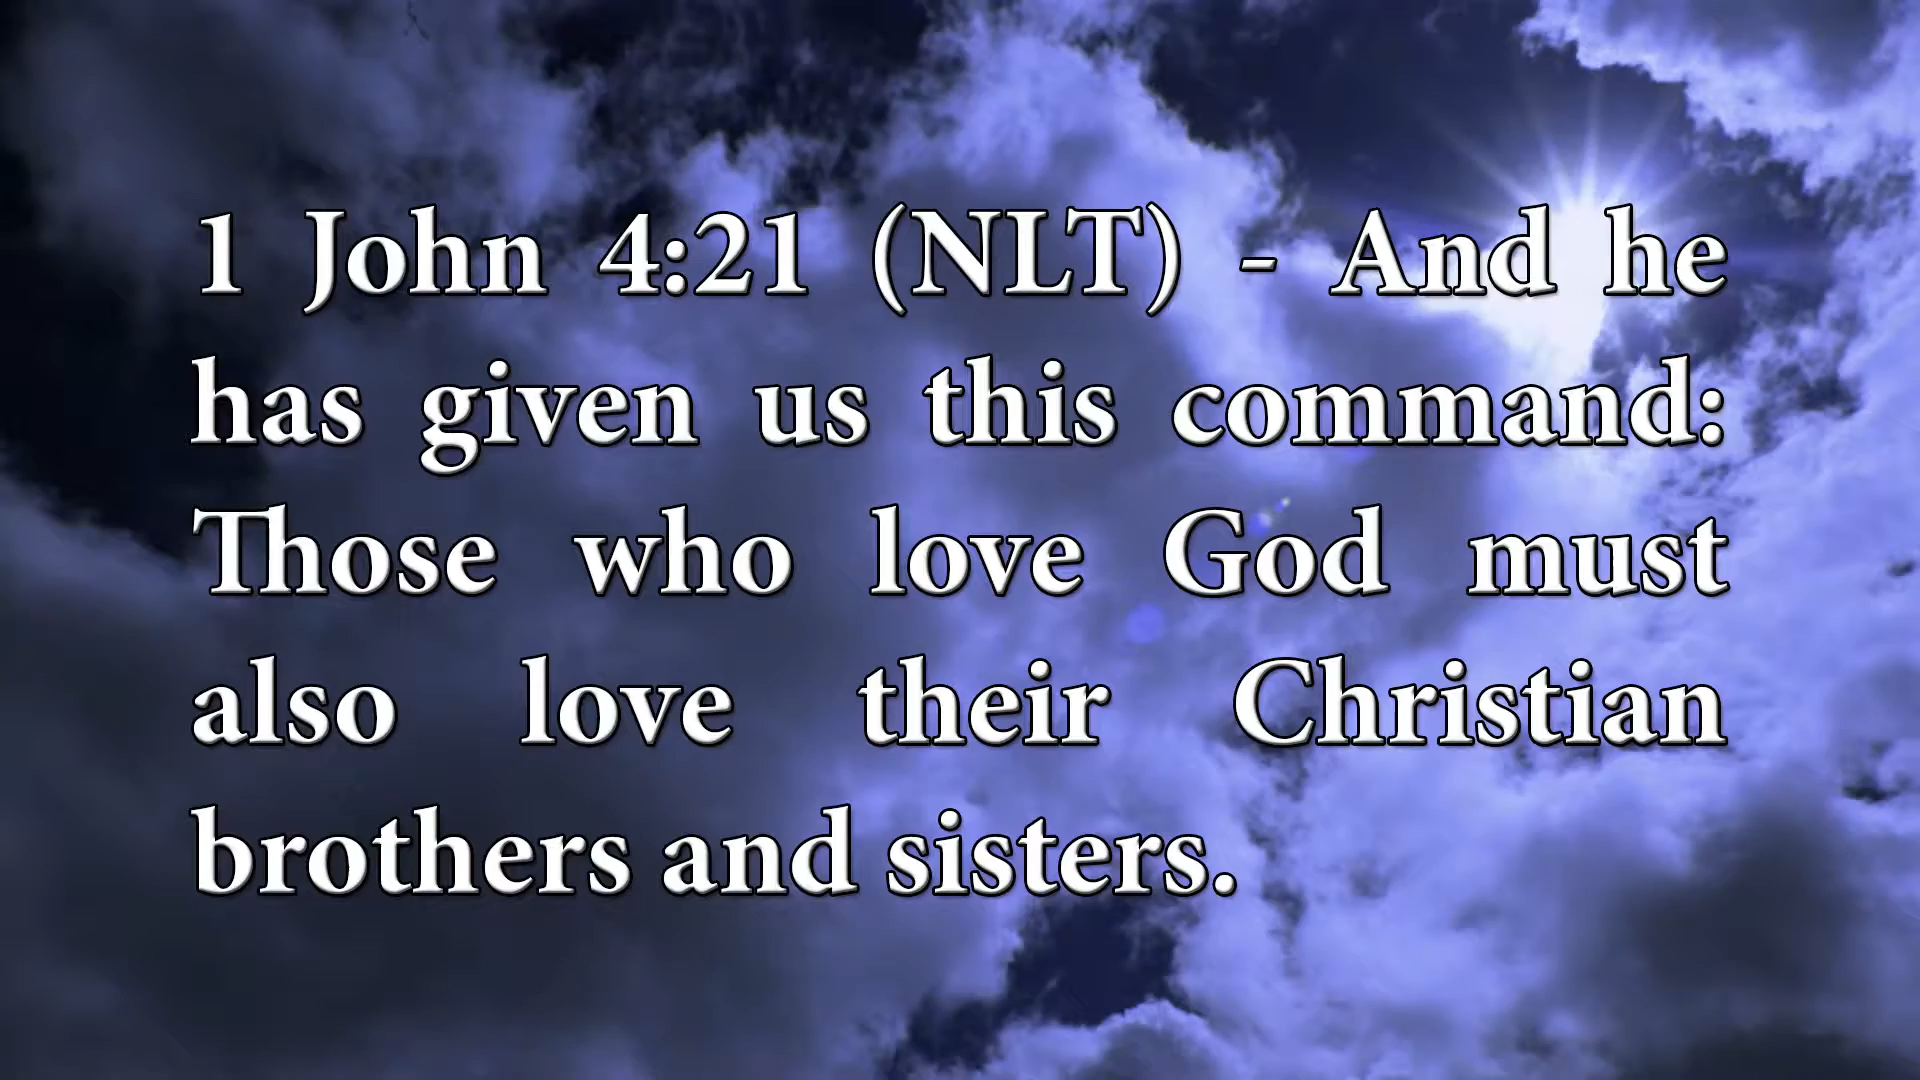 1 John 4:21 (NLT) - And he
has given us this command:
Those who love God must
also love their Christian
brothers and sisters.